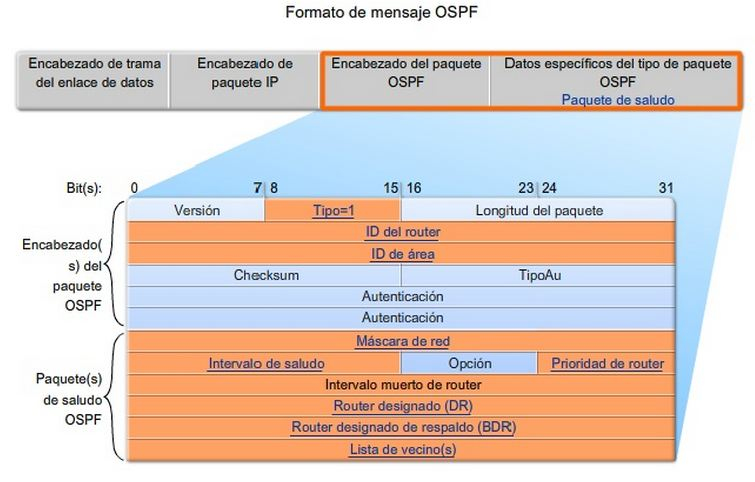 Formato de mensaje OSPF
Encabezado de trama del enlace de datos
Encabezado de paquete IP
Encabezado del paquete OSPF
Datos específicos del tipo de paquete OSPF
Paquete de saludo
Bit(s): 0 7 8 15 16 23 24 31
Encabezado(
s) del
paquete
OSPF
Versión Tipo=1 Longitud del paquete
ID del router
ID de área
Checksum TipoAu
Autenticación
Autenticación
Paquete(s)
de saludo
OSPF
Máscara de red
Intervalo de saludo Opción Prioridad de router
Intervalo muerto de router
Router designado (DR)
Router designado de respaldo (BDR)
Lista de vecino(s)